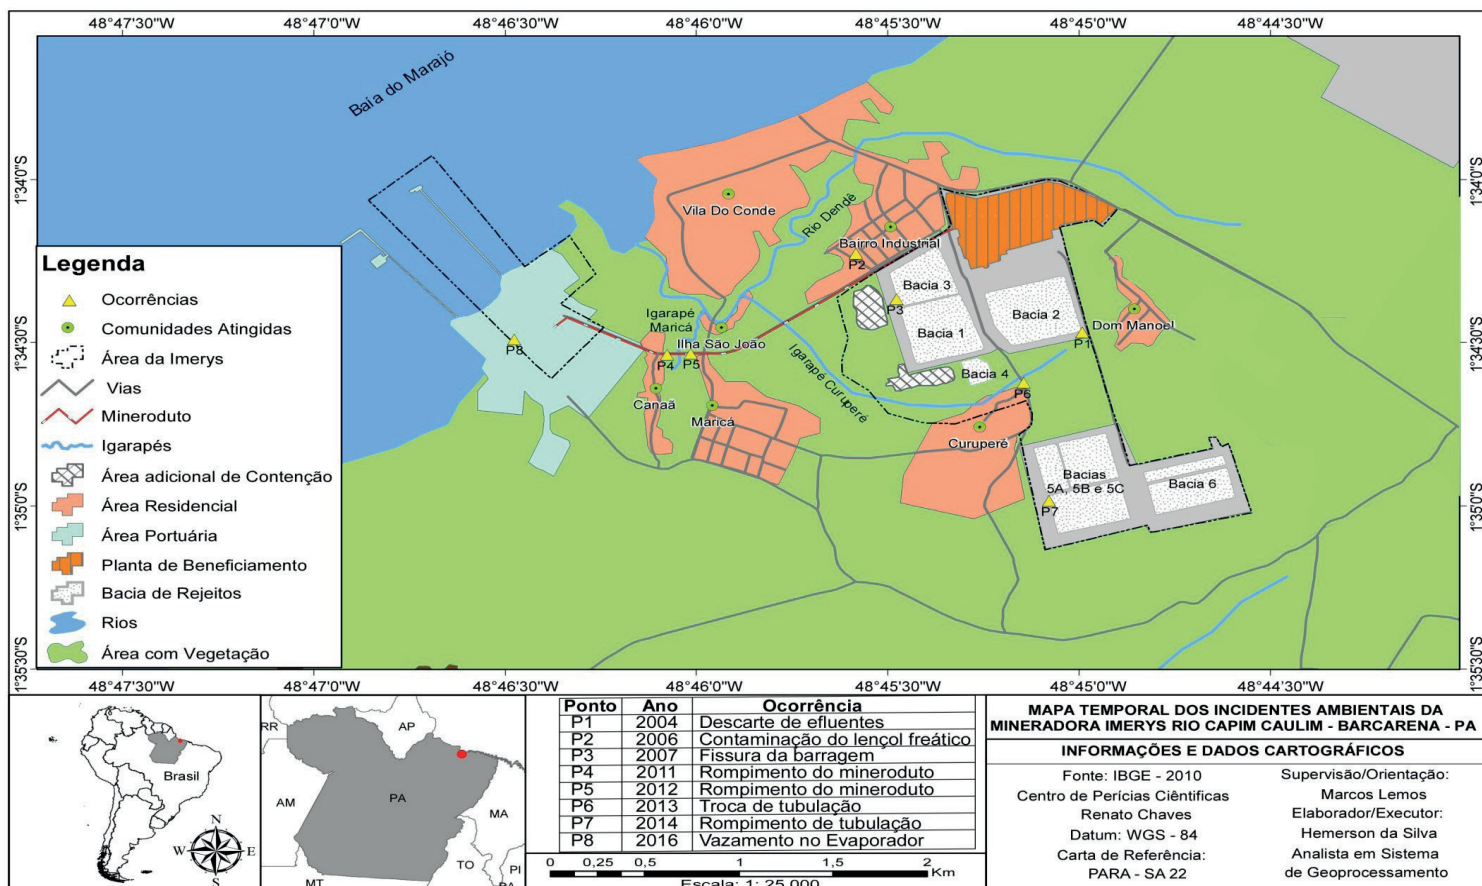 48°47'30"W 48°47'0"W 48°46'30"W 48°46'0"W 48°45'30"W 48°45'0"W 48°44'30"W
1°34'0"S
1°34'0"S
1°34'30"S
1°34'30"S
1°35'0"S
1°35'0"S
1°35'30"S
1°35'30"S
Baía do Marajó
Vila Do Conde
Rio Dendê
Bairro Industrial
P2
Bacia 3
P3
Bacia 1
Bacia 2
Dom Manoel
P1
Igarapé
Maricá
Ilha São João
P8
P4
P5
Igarapé Curuperê
Bacia 4
P6
Canaã
Maricá
Curuperê
Bacias
5A, 5B e 5C
Bacia 6
P7
Legenda
Ocorrências
Comunidades Atingidas
Área da Imerys
Vias
Mineroduto
Igarapés
Área adicional de Contenção
Área Residencial
Área Portuária
Planta de Beneficiamento
Bacia de Rejeitos
Rios
Área com Vegetação
48°47'30"W 48°47'0"W 48°46'30"W 48°46'0"W 48°45'30"W 48°45'0"W 48°44'30"W
Brasil
N
W E
S
RR
AP
AM
PA
MA
TO
PI
MT
BA
Ponto Ano Ocorrência
P1 2004 Descarte de efluentes
P2 2006 Contaminação do lençol freático
P3 2007 Fissura da barragem
P4 2011 Rompimento do mineroduto
P5 2012 Rompimento do mineroduto
P6 2013 Troca de tubulação
P7 2014 Rompimento de tubulação
P8 2016 Vazamento no Evaporador
0 0,25 0,5 1 1,5 2
Km
Escala: 1: 25.000
MAPA TEMPORAL DOS INCIDENTES AMBIENTAIS DA
MINERADORA IMERYS RIO CAPIM CAULIM - BARCARENA - PA
INFORMAÇÕES E DADOS CARTOGRÁFICOS
Fonte: IBGE - 2010
Centro de Perícias Ciêntificas
Renato Chaves
Datum: WGS - 84
Carta de Referência:
PARA - SA 22
Supervisão/Orientação:
Marcos Lemos
Elaborador/Executor:
Hemerson da Silva
Analista em Sistema
de Geoprocessamento